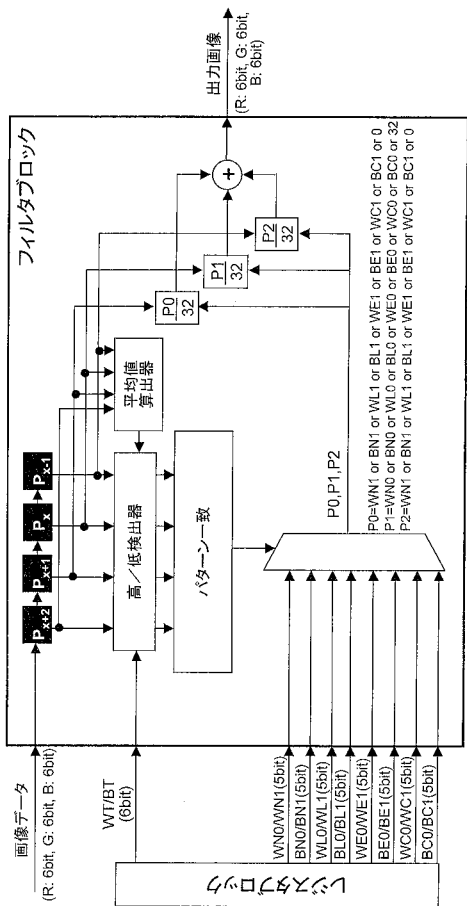 フィルタブロック
画像データ
(R: 6bit, G: 6bit, B: 6bit)
出力画像
(R: 6bit, G: 6bit,
B: 6bit)
Px+2
Px+1
Px
Px-1
平均値
算出器
高/低検出器
パターン一致
WT/BT
(6bit)
P0
32
P1
32
P2
32
+
レジスタブロック
WN0/WN1(5bit)
BN0/BN1(5bit)
WL0/WL1(5bit)
BL0/BL1(5bit)
WE0/WE1(5bit)
BE0/BE1(5bit)
WC0/WC1(5bit)
BC0/BC1(5bit)
P0,P1,P2
P0=WN1 or BN1 or WL1 or BL1 or WE1 or BE1 or WC1 or BC1 or 0
P1=WN0 or BN0 or WL0 or BL0 or WE0 or BE0 or WC0 or BC0 or 32
P2=WN1 or BN1 or WL1 or BL1 or WE1 or BE1 or WC1 or BC1 or 0